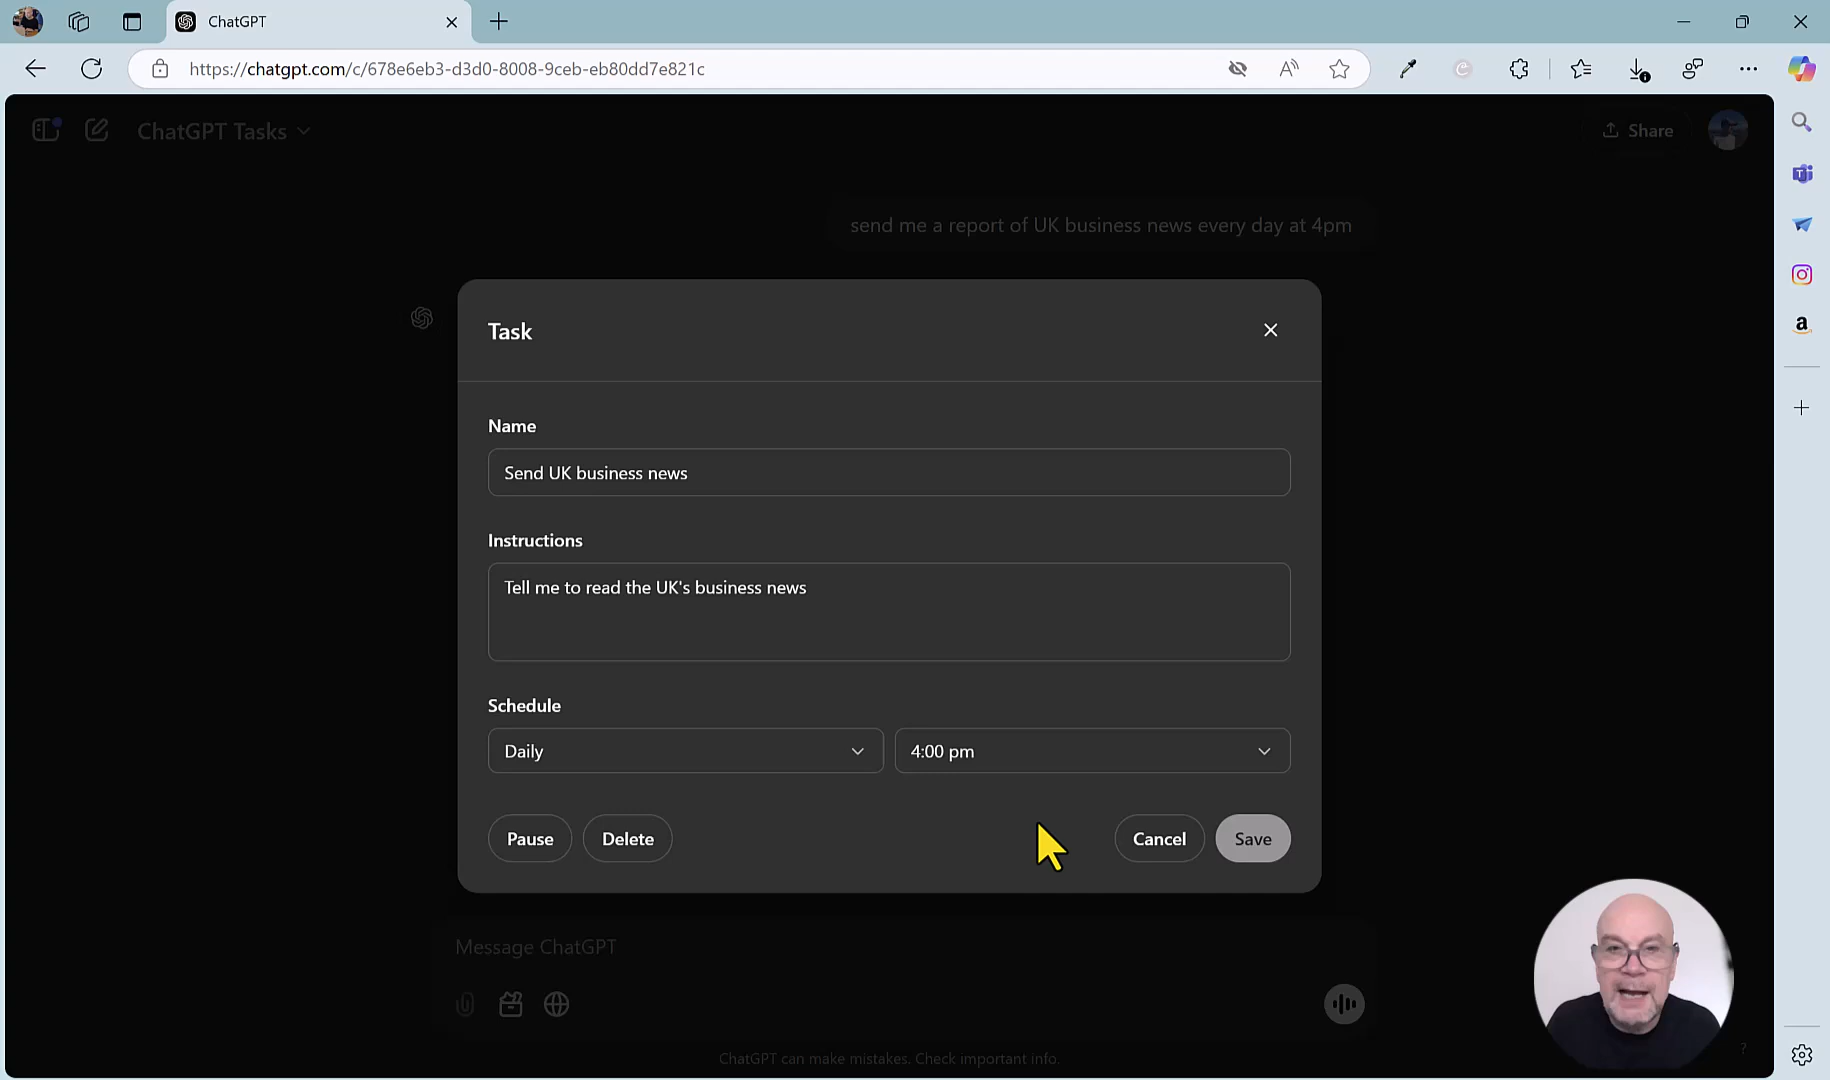 ChatGPT
https://chatgpt.com/c/678e6eb3-d3d0-8008-9ceb-eb80dd7e821c
ChatGPT Tasks
Share
send me a report of UK business news every day at 4pm
Task
Name
Send UK business news
Instructions
Tell me to read the UK's business news
Schedule
Daily
4:00 pm
Pause
Delete
Cancel
Save
Message ChatGPT
ChatGPT can make mistakes. Check important info.
?